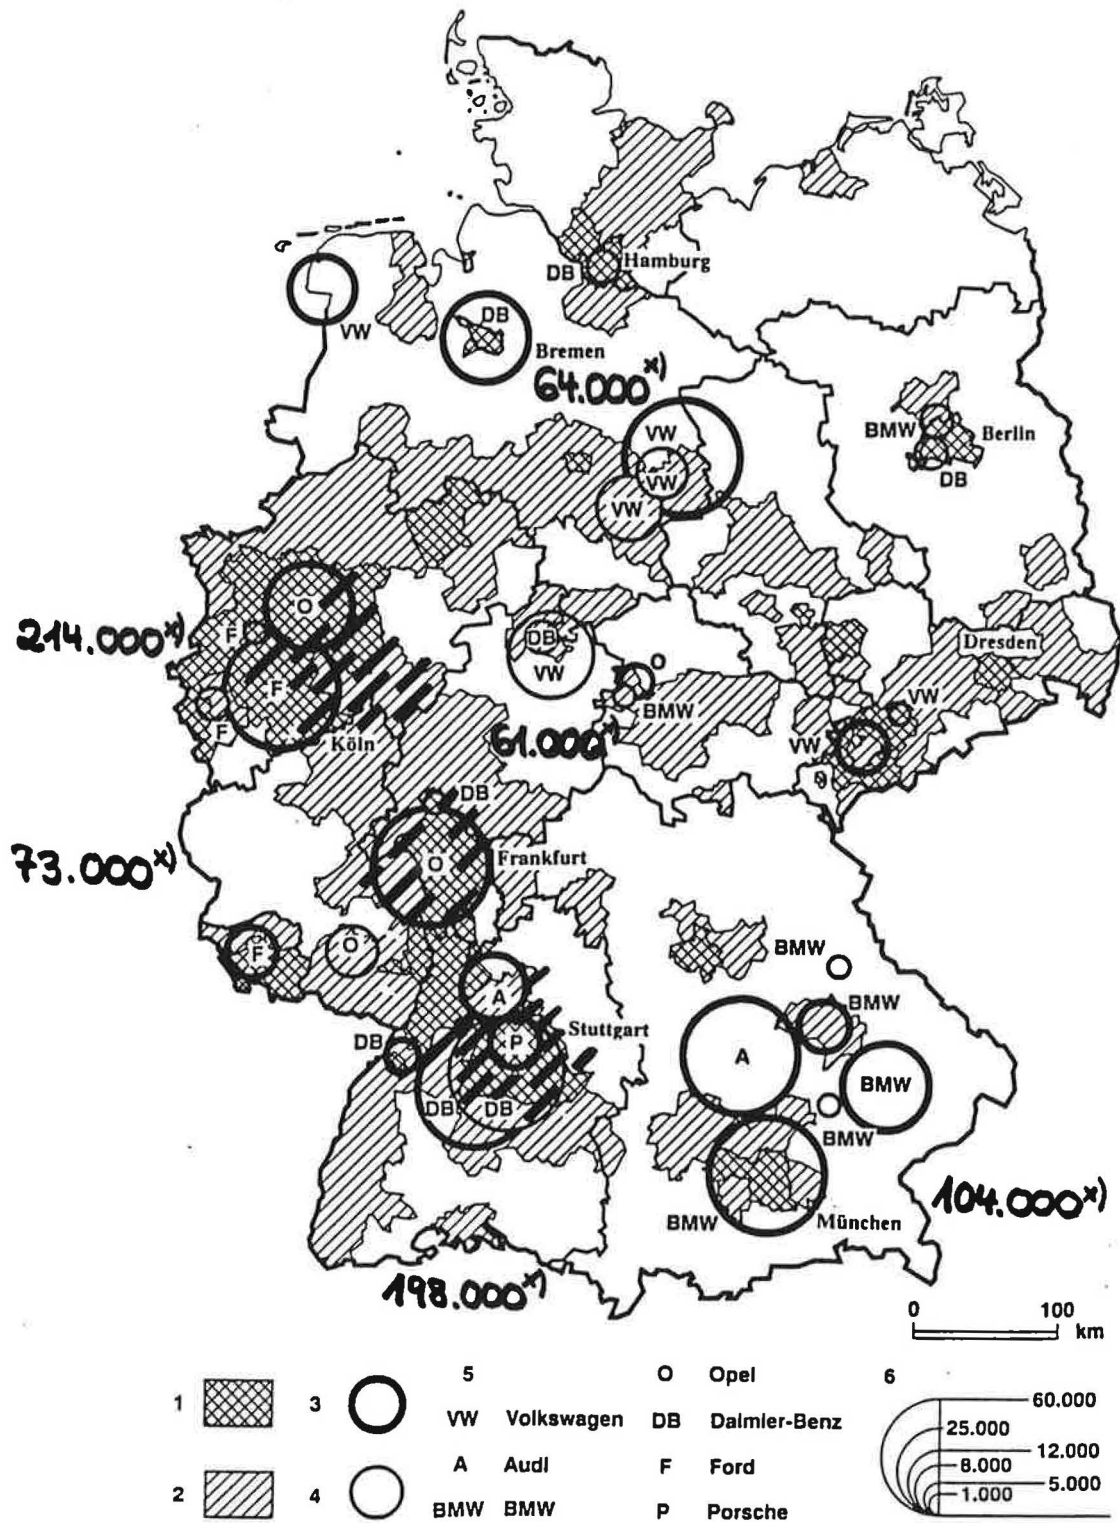 DB
Hamburg
VW
DB
Bremen
64.000x)
VW
VW
VW
BMW
Berlin
DB
214.000x)
O
F
F
F
Köln
DB
VW
O
BMW
61.000x)
Dresden
VW
VW
73.000x)
DB
O
Frankfurt
F
O
A
Stuttgart
P
DB
DB
DB
BMW
BMW
A
BMW
BMW
BMW
München
104.000x)
198.000x)
0 100
km
1
3
5
O Opel
6
VW Volkswagen
DB Daimler-Benz
A Audi
F Ford
2
4
BMW BMW
P Porsche
60.000
25.000
12.000
8.000
5.000
1.000